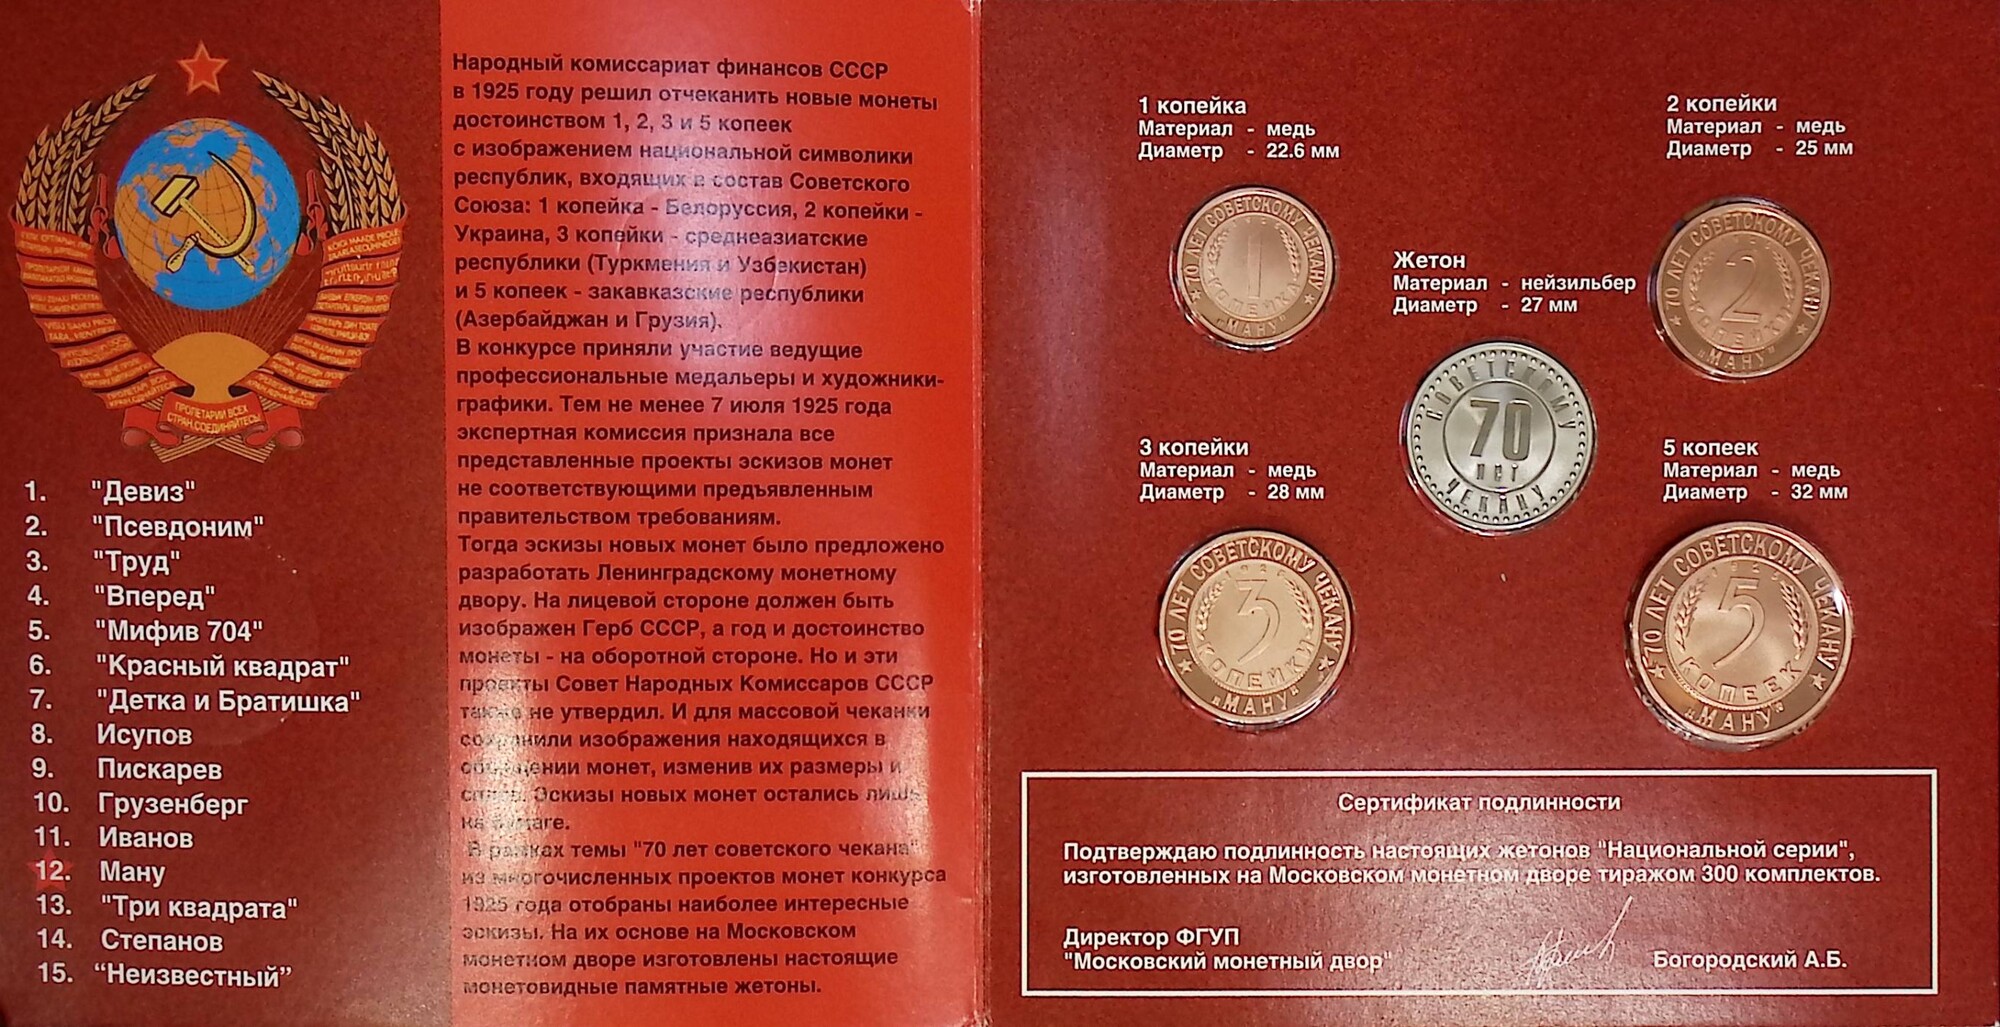 ПРОЛЕТАРИИ ВСЕХ
СТРАН, СОЕДИНЯЙТЕСЬ!
1. "Девиз"
2. "Псевдоним"
3. "Труд"
4. "Вперед"
5. "Мифив 704"
6. "Красный квадрат"
7. "Детка и Братишка"
8. Исупов
9. Пискарев
10. Грузенберг
11. Иванов
12. Ману
13. "Три квадрата"
14. Степанов
15. “Неизвестный”
Народный комиссариат финансов СССР
в 1925 году решил отчеканить новые монеты
достоинством 1, 2, 3 и 5 копеек
с изображением национальной символики
республик, входящих в состав Советского
Союза: 1 копейка - Белоруссия, 2 копейки -
Украина, 3 копейки - среднеазиатские
республики (Туркмения и Узбекистан)
и 5 копеек - закавказские республики
(Азербайджан и Грузия).
В конкурсе приняли участие ведущие
профессиональные медальеры и художники-
графики. Тем не менее 7 июля 1925 года
экспертная комиссия признала все
представленные проекты эскизов монет
не соответствующими предъявленным
правительством требованиям.
Тогда эскизы новых монет было предложено
разработать Ленинградскому монетному
двору. На лицевой стороне должен быть
изображен Герб СССР, а год и достоинство
монеты - на оборотной стороне. Но и эти
проекты Совет Народных Комиссаров СССР
также не утвердил. И для массовой чеканки
сохранили изображения находящихся в
обращении монет, изменив их размеры и
сплав. Эскизы новых монет остались лишь
на бумаге.
В рамках темы "70 лет советского чекана"
из многочисленных проектов монет конкурса
1925 года отобраны наиболее интересные
эскизы. На их основе на Московском
монетном дворе изготовлены настоящие
монетовидные памятные жетоны.
1 копейка
Материал - медь
Диаметр - 22.6 мм
70 ЛЕТ СОВЕТСКОМУ ЧЕКАНУ
1
КОПЕЙКА
"МАНУ"
2 копейки
Материал - медь
Диаметр - 25 мм
70 ЛЕТ СОВЕТСКОМУ ЧЕКАНУ
2
КОПЕЙКИ
"МАНУ"
Жетон
Материал - нейзильбер
Диаметр - 27 мм
СОВЕТСКОМУ
70
ЛЕТ
ЧЕКАНУ
3 копейки
Материал - медь
Диаметр - 28 мм
70 ЛЕТ СОВЕТСКОМУ ЧЕКАНУ
1925
3
КОПЕЙКИ
"МАНУ"
5 копеек
Материал - медь
Диаметр - 32 мм
70 ЛЕТ СОВЕТСКОМУ ЧЕКАНУ
1925
5
КОПЕЕК
"МАНУ"
Сертификат подлинности
Подтверждаю подлинность настоящих жетонов "Национальной серии",
изготовленных на Московском монетном дворе тиражом 300 комплектов.
Директор ФГУП
"Московский монетный двор"
Богородский А.Б.